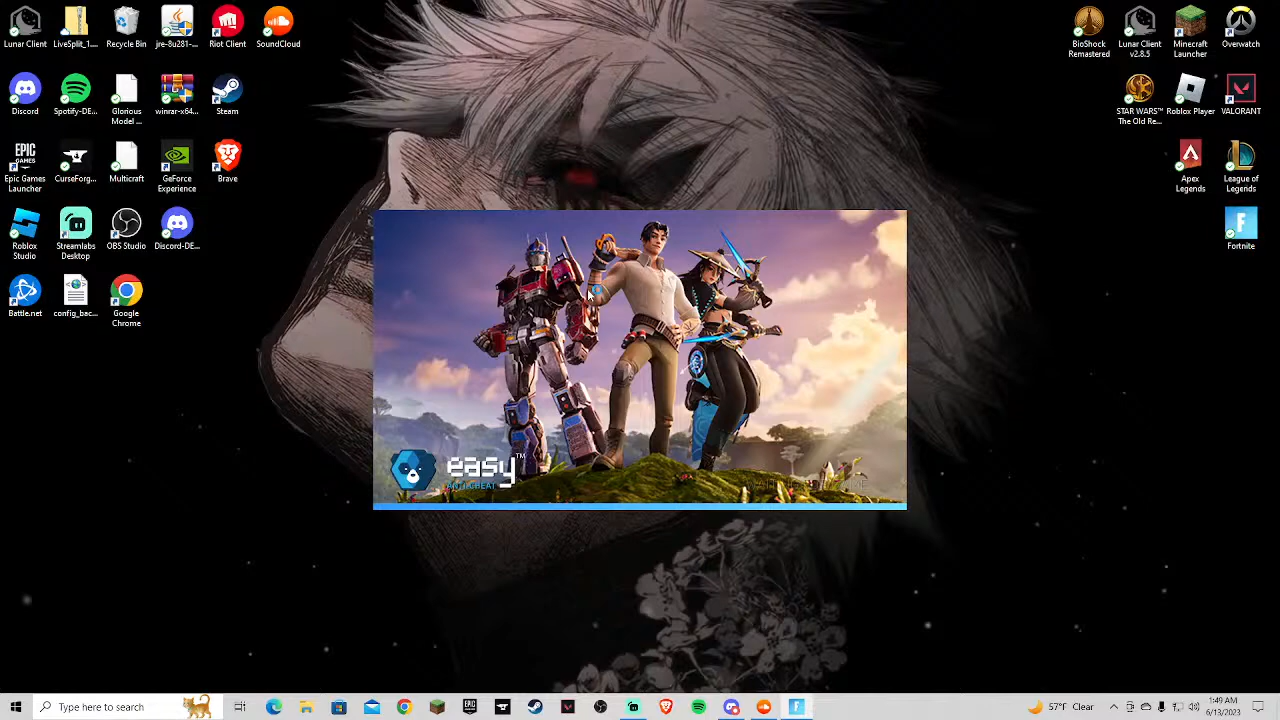 Lunar Client
LiveSplit_1...
Recycle Bin
jre-8u281-...
Riot Client
SoundCloud
BioShock
Remastered
Lunar Client
v2.8.5
Minecraft
Launcher
Overwatch
Discord
Spotify-DE...
Glorious
Model ...
winrar-x64...
Steam
STAR WARS™
The Old Re...
Roblox Player
VALORANT
EPIC
GAMES
Epic Games
Launcher
CurseForg...
Multicraft
GeForce
Experience
Brave
Apex
Legends
League of
Legends
Roblox
Studio
Streamlabs
Desktop
OBS Studio
Discord-DE...
Fortnite
Battle.net
config_bac...
Google
Chrome
easy™
ANTI-CHEAT
Type here to search
57°F Clear
1:49 AM
6/13/2023